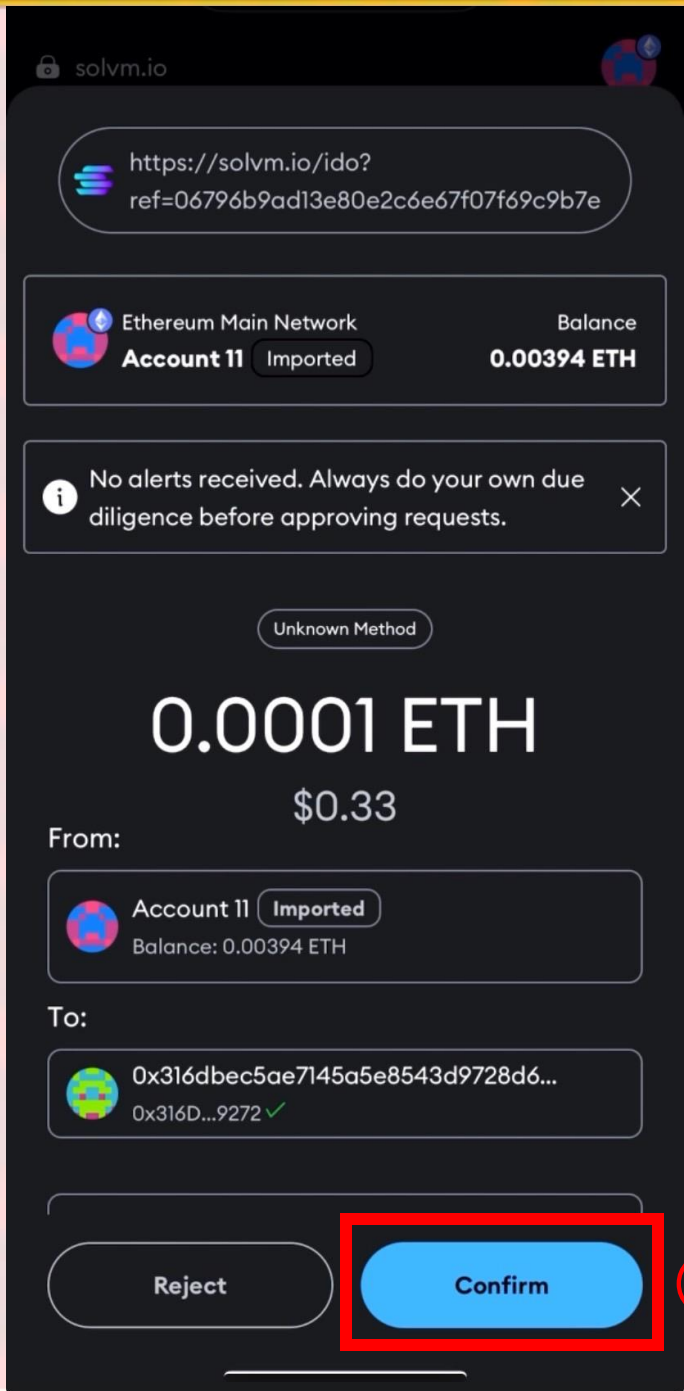 solvm.io
https://solvm.io/ido?
ref=06796b9ad13e80e2c6e67f07f69c9b7e
Ethereum Main Network
Balance
Account 11 Imported
0.00394 ETH
No alerts received. Always do your own due
diligence before approving requests.
Unknown Method
0.0001 ETH
$0.33
From:
Account 11 Imported
Balance: 0.00394 ETH
To:
0x316dbec5ae7145a5e8543d9728d6...
0x316D...9272
Reject
Confirm